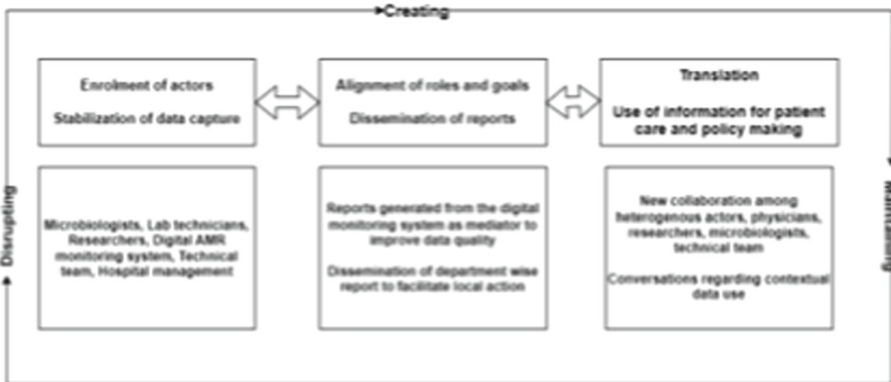 Creating
Enrolment of actors
Stabilization of data capture
Alignment of roles and goals
Dissemination of reports
Translation
Use of information for patient
care and policy making
Disrupting
Microbiologists, Lab technicians,
Researchers, Digital AMR
monitoring system, Technical
team, Hospital management
Reports generated from the digital
monitoring system as mediator to
improve data quality
Dissemination of department wise
report to facilitate local action
New collaboration among
heterogenous actors, physicians,
researchers, microbiologists,
technical team
Conversations regarding contextual
data use